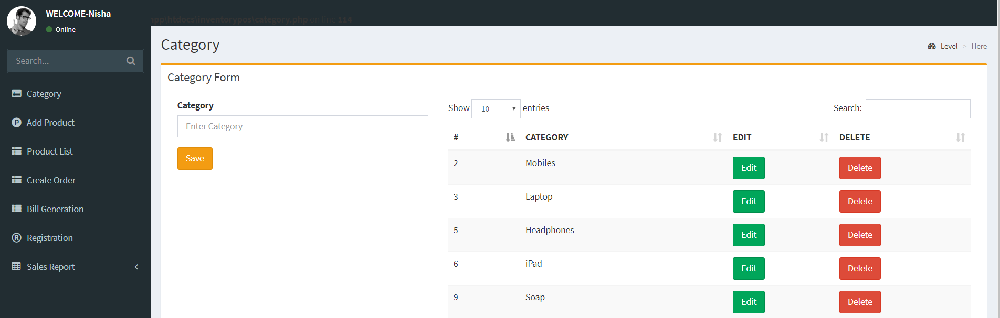 WELCOME-Nisha
Online
pp\htdocs\inventorypos\category.php on line 114
Search...
Category
Add Product
Product List
Create Order
Bill Generation
Registration
Sales Report
Category
Level > Here
Category Form
Category
Enter Category
Save
Show 10 entries
Search:
# CATEGORY EDIT DELETE
2 Mobiles Edit Delete
3 Laptop Edit Delete
5 Headphones Edit Delete
6 iPad Edit Delete
9 Soap Edit Delete